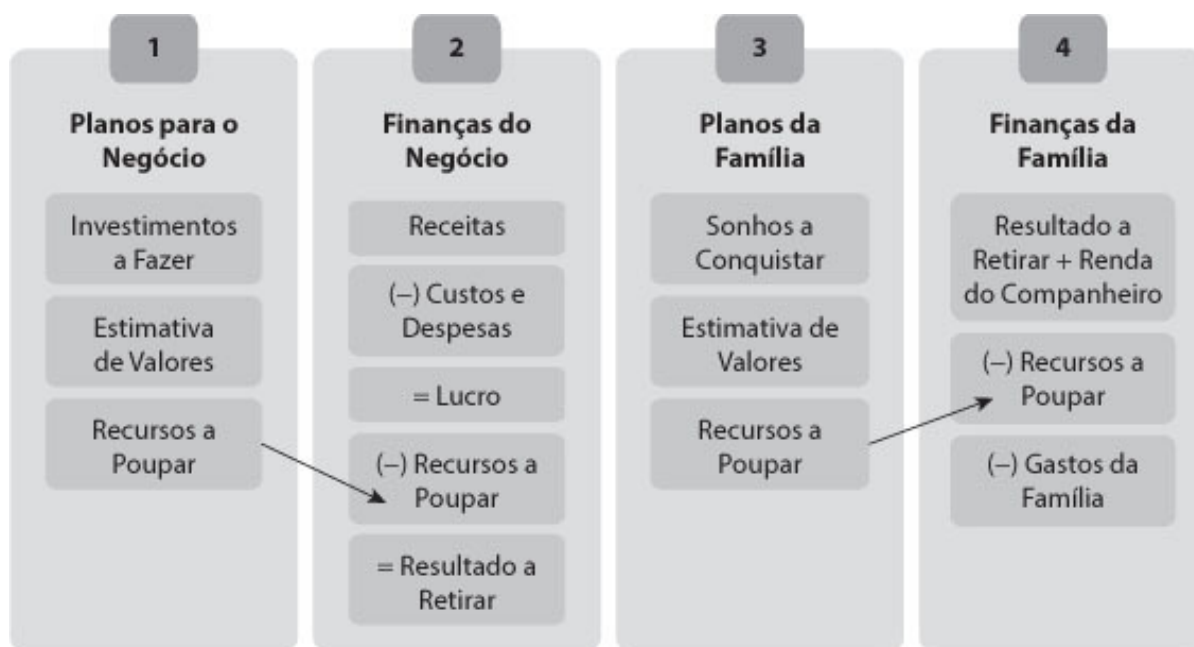 1
Planos para o
Negócio
Investimentos
a Fazer
Estimativa
de Valores
Recursos a
Poupar
2
Finanças do
Negócio
Receitas
(–) Custos e
Despesas
= Lucro
(–) Recursos a
Poupar
= Resultado a
Retirar
3
Planos da
Família
Sonhos a
Conquistar
Estimativa de
Valores
Recursos a
Poupar
4
Finanças da
Família
Resultado a
Retirar + Renda
do Companheiro
(–) Recursos a
Poupar
(–) Gastos da
Família